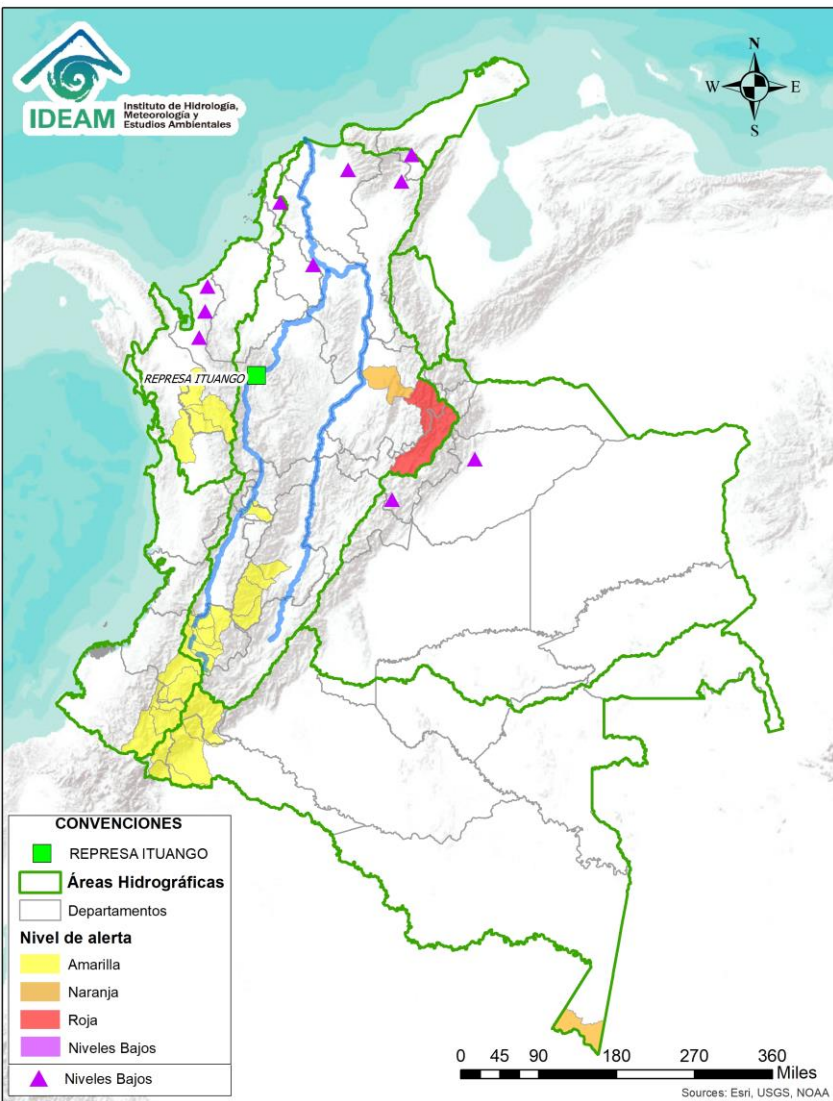 IDEAM
Instituto de Hidrología,
Meteorología y
Estudios Ambientales
N
W
E
S
REPRESA ITUANGO
CONVENCIONES
REPRESA ITUANGO
Áreas Hidrográficas
Departamentos
Nivel de alerta
Amarilla
Naranja
Roja
Niveles Bajos
Niveles Bajos
0 45 90 180 270 360
Miles
Sources: Esri, USGS, NOAA